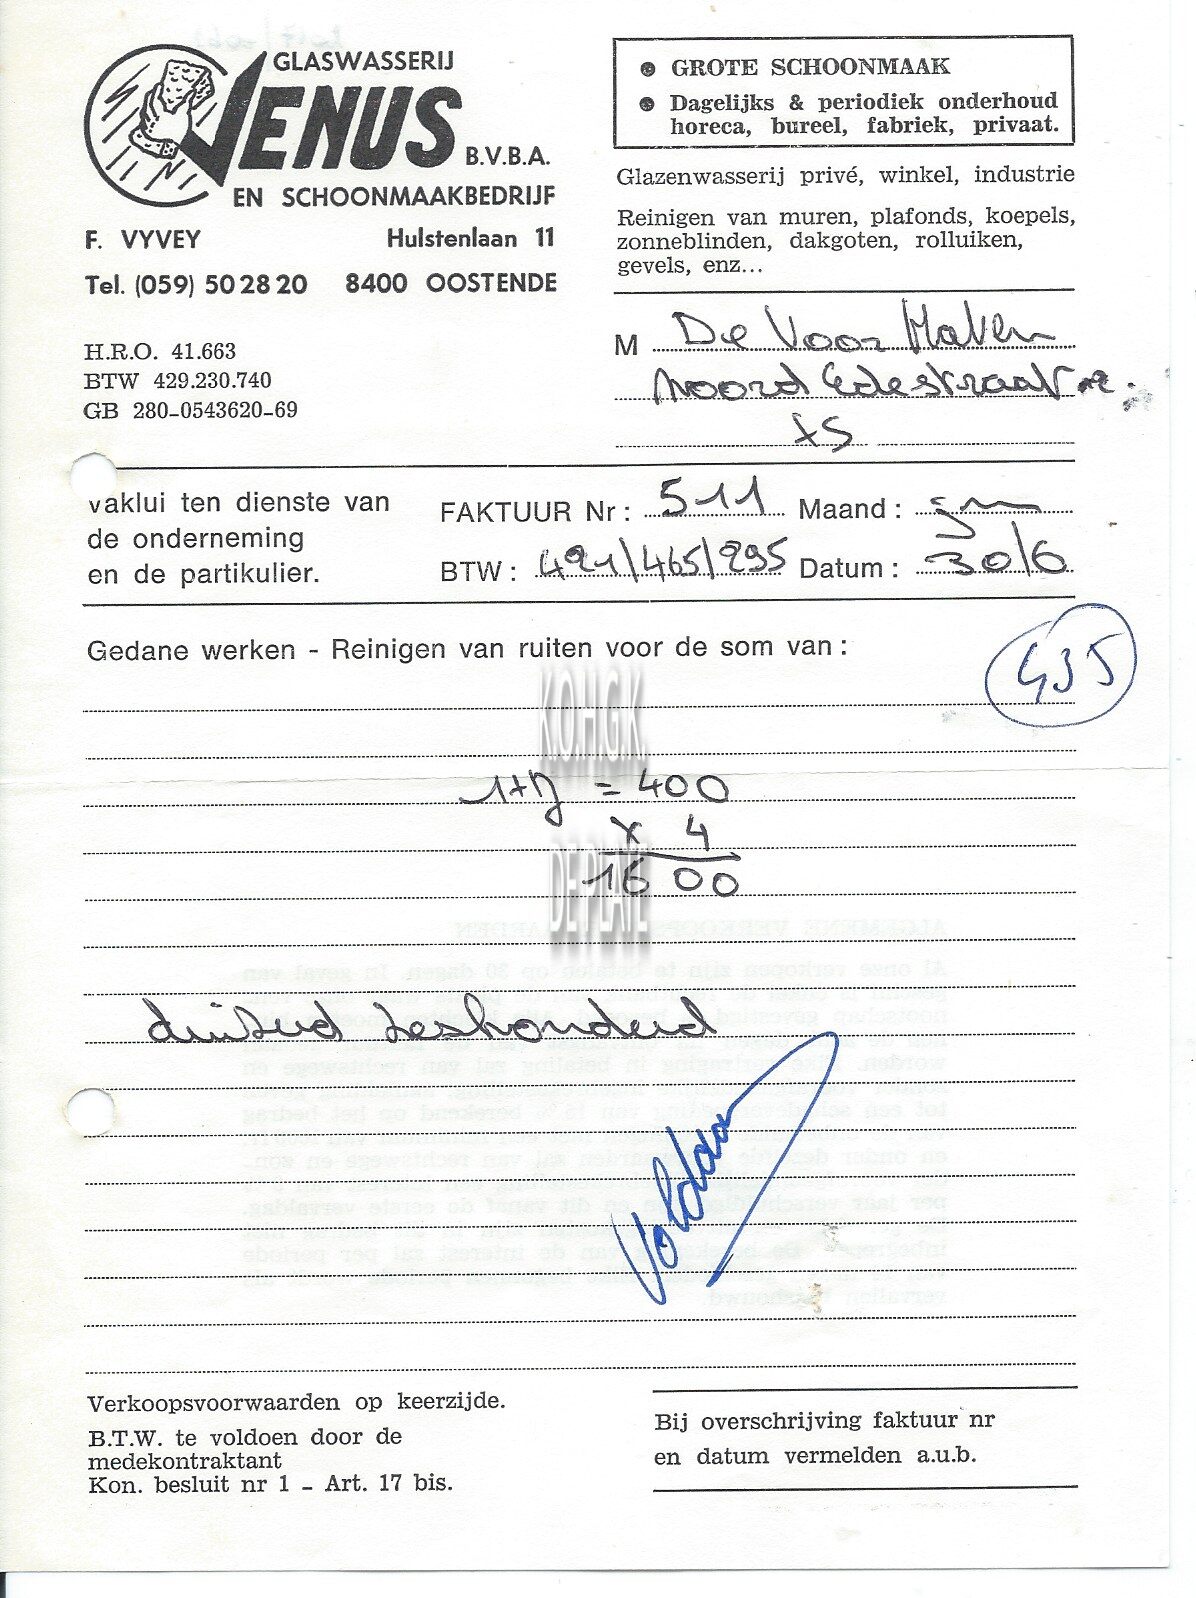 GLASWASSERIJ
VENUS B.V.B.A.
EN SCHOONMAAKBEDRIJF
F. VYVEY Hulstenlaan 11
Tel. (059) 50 28 20 8400 OOSTENDE
H.R.O. 41.663
BTW 429.230.740
GB 280-0543620-69
● GROTE SCHOONMAAK
● Dagelijks & periodiek onderhoud
horeca, bureel, fabriek, privaat.
Glazenwasserij privé, winkel, industrie
Reinigen van muren, plafonds, koepels,
zonneblinden, dakgoten, rolluiken,
gevels, enz...
M De Voor Haven
Noord Edestraat
vaklui ten dienste van
de onderneming
en de partikulier.
FAKTUUR Nr : 511 Maand :
BTW : 421/465/295 Datum : 30/6
435
Gedane werken - Reinigen van ruiten voor de som van :
K.O.H.G.K.
= 400
x 4
1600
DE PLATE
duizend zeshonderd
Voldaan
ALGEMENE VERKOOPSVOORWAARDEN
Verkoopsvoorwaarden op keerzijde.
B.T.W. te voldoen door de
medekontraktant
Kon. besluit nr 1 - Art. 17 bis.
Bij overschrijving faktuur nr
en datum vermelden a.u.b.